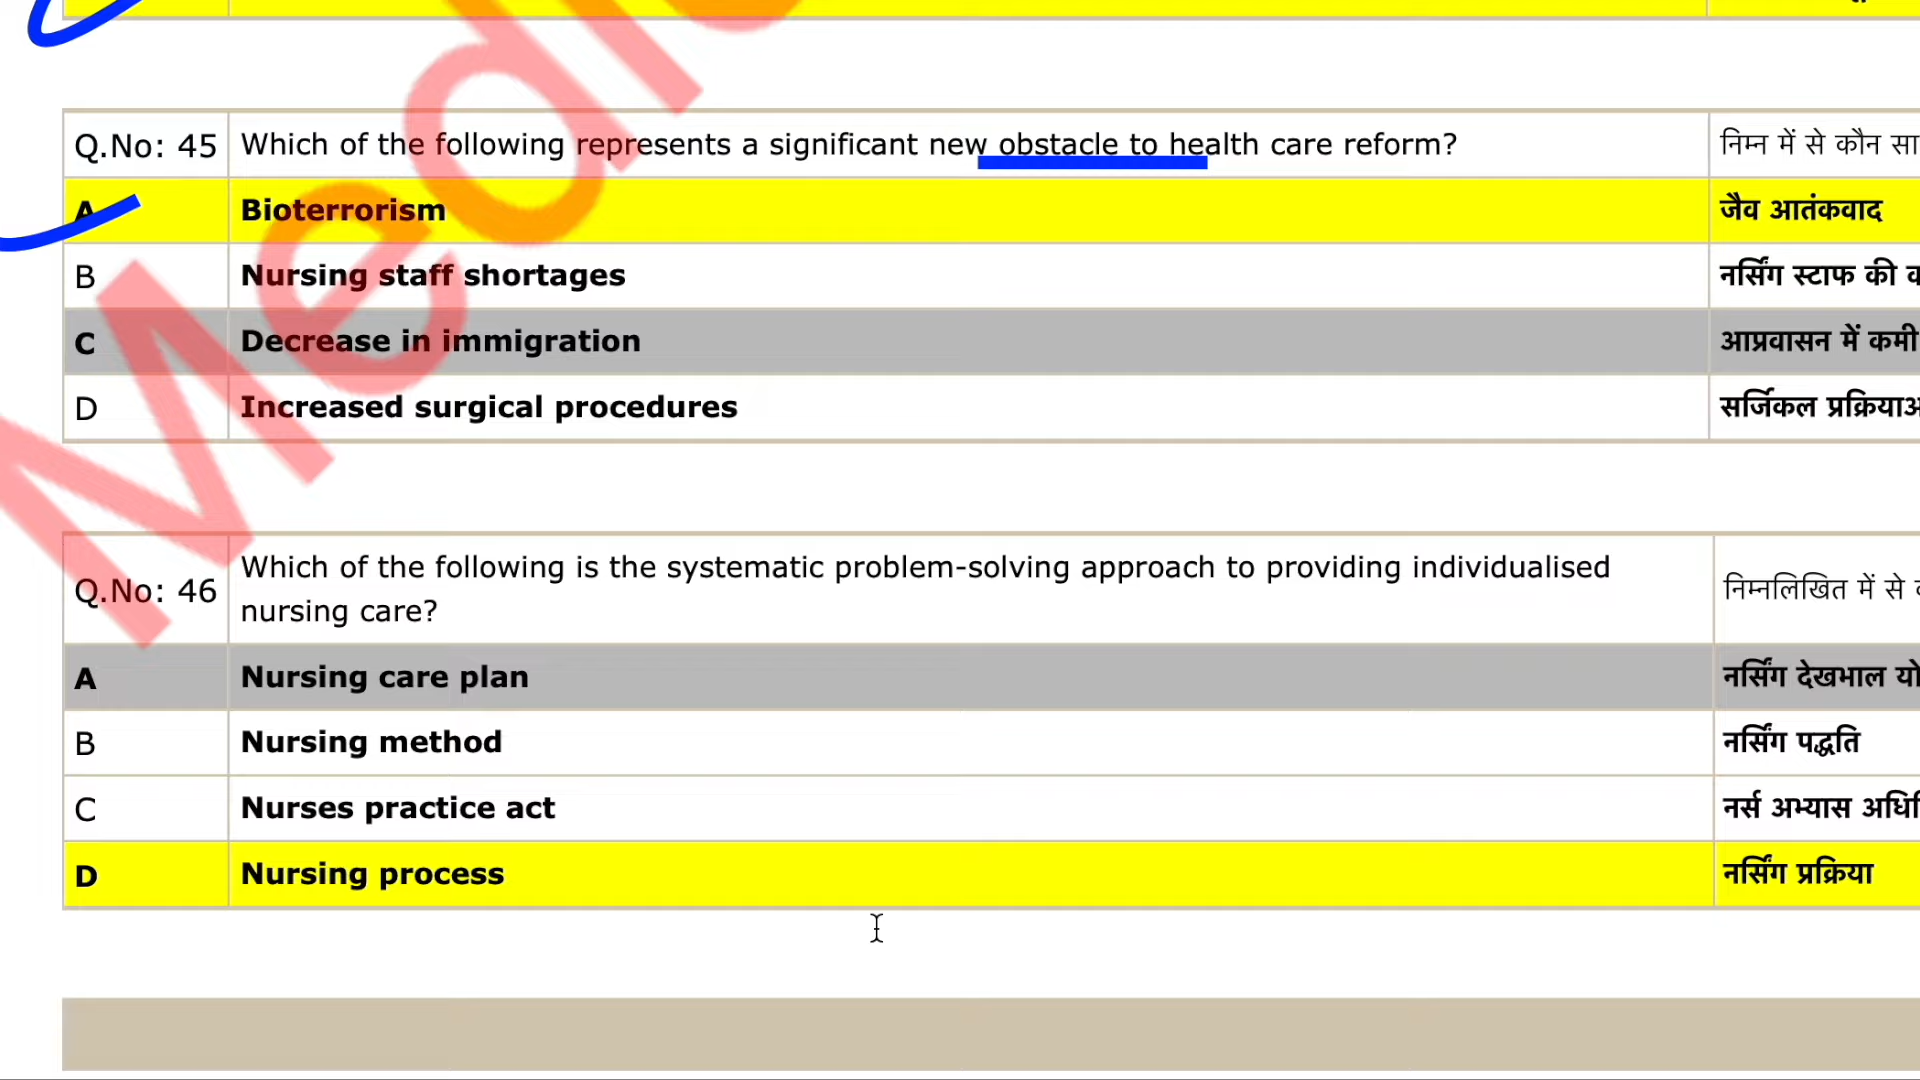 Q.No: 45 Which of the following represents a significant new obstacle to health care reform? निम्न में से कौन सा
A Bioterrorism जैव आतंकवाद
B Nursing staff shortages नर्सिंग स्टाफ की
C Decrease in immigration आप्रवासन में कमी
D Increased surgical procedures सर्जिकल
Q.No: 46 Which of the following is the systematic problem-solving approach to providing individualised निम्नलिखित में से
nursing care?
A Nursing care plan नर्सिंग देखभाल
B Nursing method नर्सिंग पद्धति
C Nurses practice act नर्स अभ्यास
D Nursing process नर्सिंग प्रक्रिया